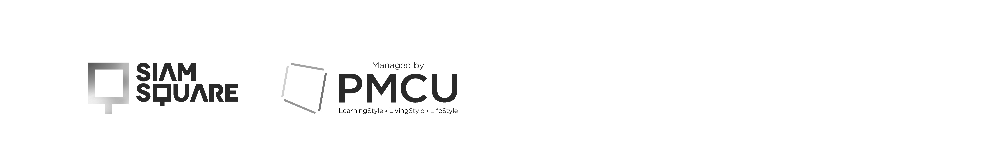 SIAM
SQUARE
Managed by
PMCU
LearningStyle ⬥ LivingStyle ⬥ LifeStyle